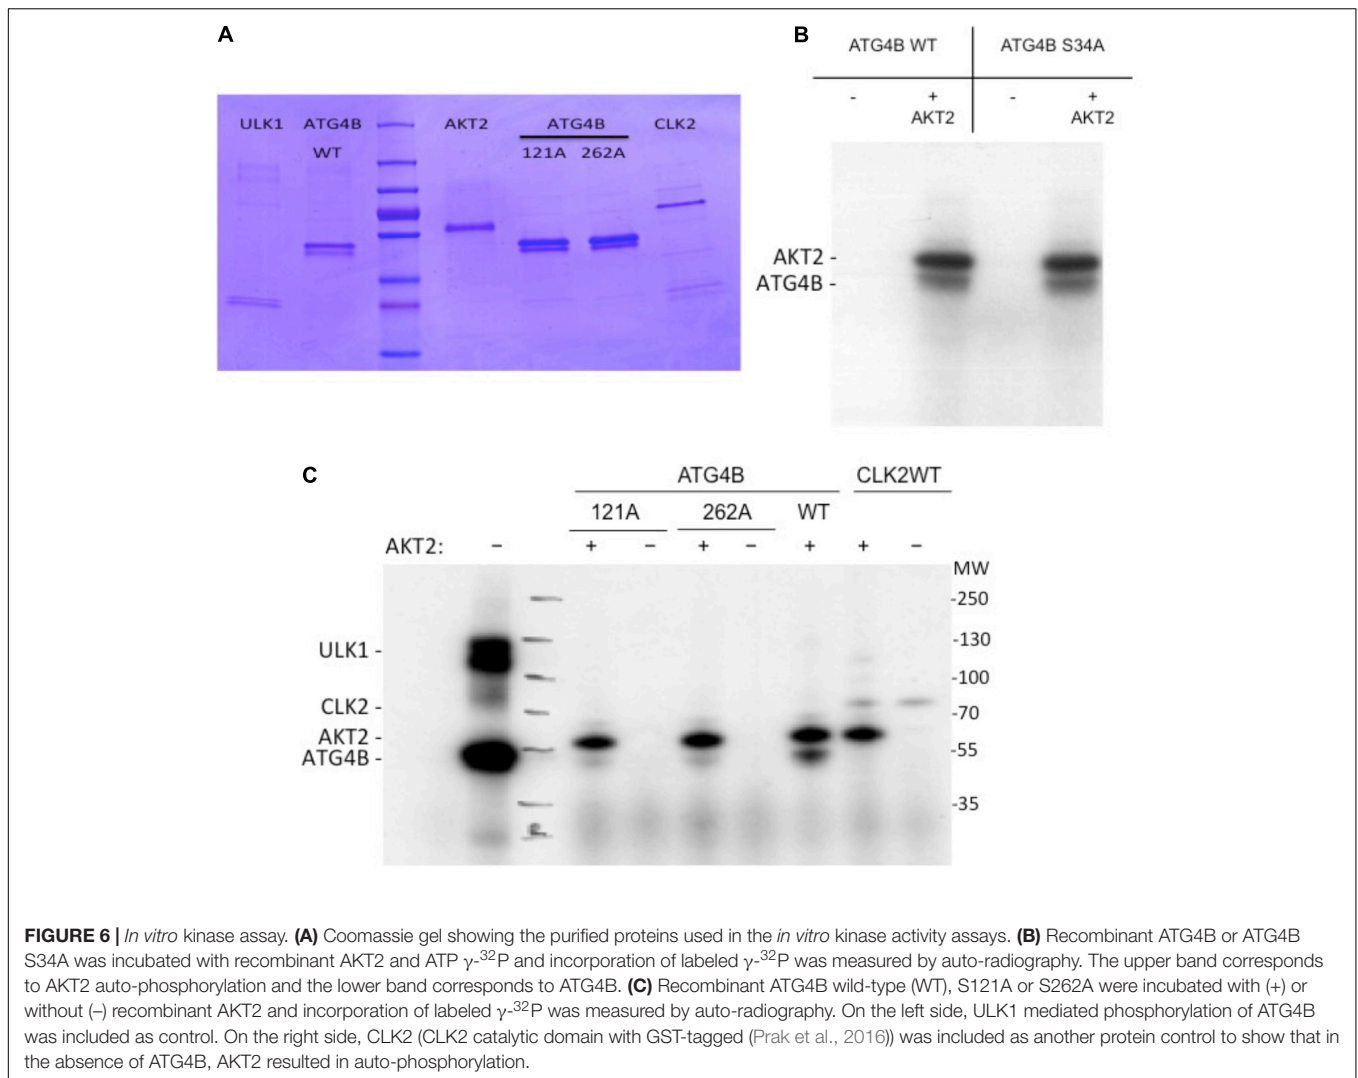 A
ULK1 ATG4B AKT2 ATG4B CLK2
WT 121A 262A
B
ATG4B WT ATG4B S34A
- + - +
AKT2 AKT2
AKT2 -
ATG4B -
C
ATG4B CLK2WT
121A 262A WT
AKT2: – + – + – + + –
MW
-250
-130
-100
-70
-55
-35
ULK1 -
CLK2 -
AKT2 -
ATG4B -
FIGURE 6 | In vitro kinase assay. (A) Coomassie gel showing the purified proteins used in the in vitro kinase activity assays. (B) Recombinant ATG4B or ATG4B
S34A was incubated with recombinant AKT2 and ATP γ-³²P and incorporation of labeled γ-³²P was measured by auto-radiography. The upper band corresponds
to AKT2 auto-phosphorylation and the lower band corresponds to ATG4B. (C) Recombinant ATG4B wild-type (WT), S121A or S262A were incubated with (+) or
without (–) recombinant AKT2 and incorporation of labeled γ-³²P was measured by auto-radiography. On the left side, ULK1 mediated phosphorylation of ATG4B
was included as control. On the right side, CLK2 (CLK2 catalytic domain with GST-tagged (Prak et al., 2016)) was included as another protein control to show that in
the absence of ATG4B, AKT2 resulted in auto-phosphorylation.